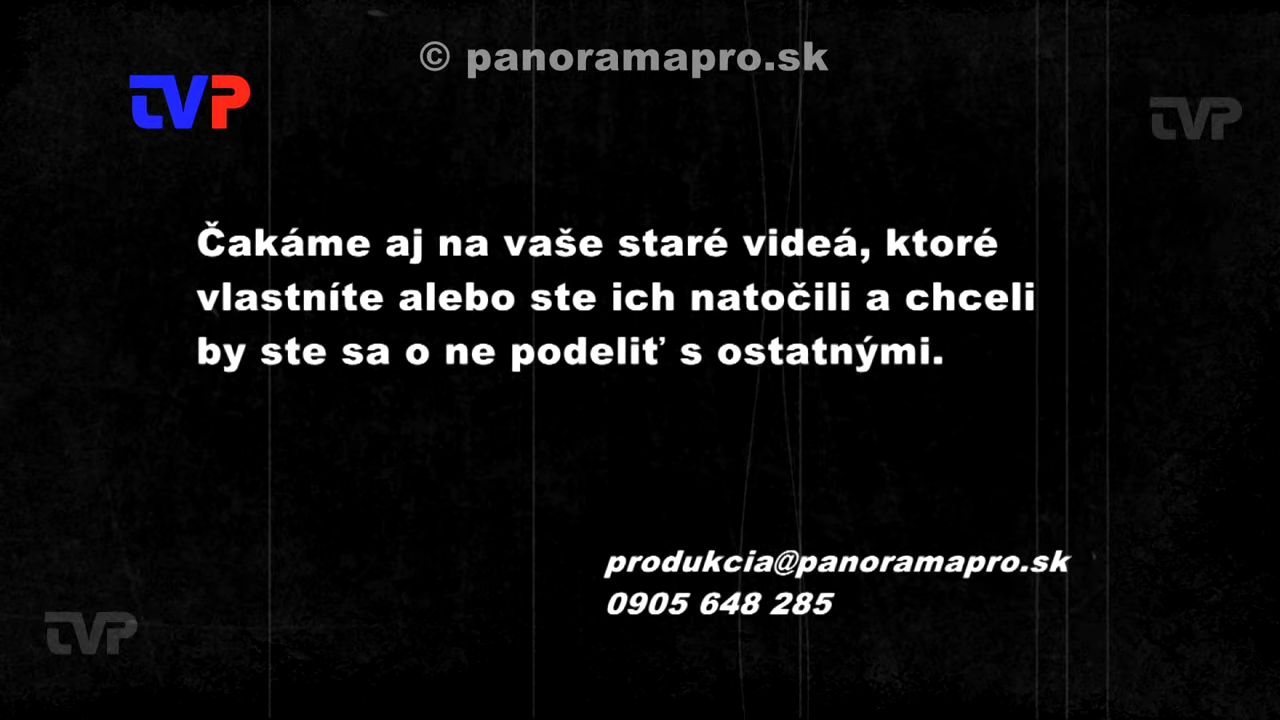 © panoramapro.sk
TVP
TVP
Čakáme aj na vaše staré videá, ktoré
vlastníte alebo ste ich natočili a chceli
by ste sa o ne podeliť s ostatnými.
produkcia@panoramapro.sk
0905 648 285
TVP